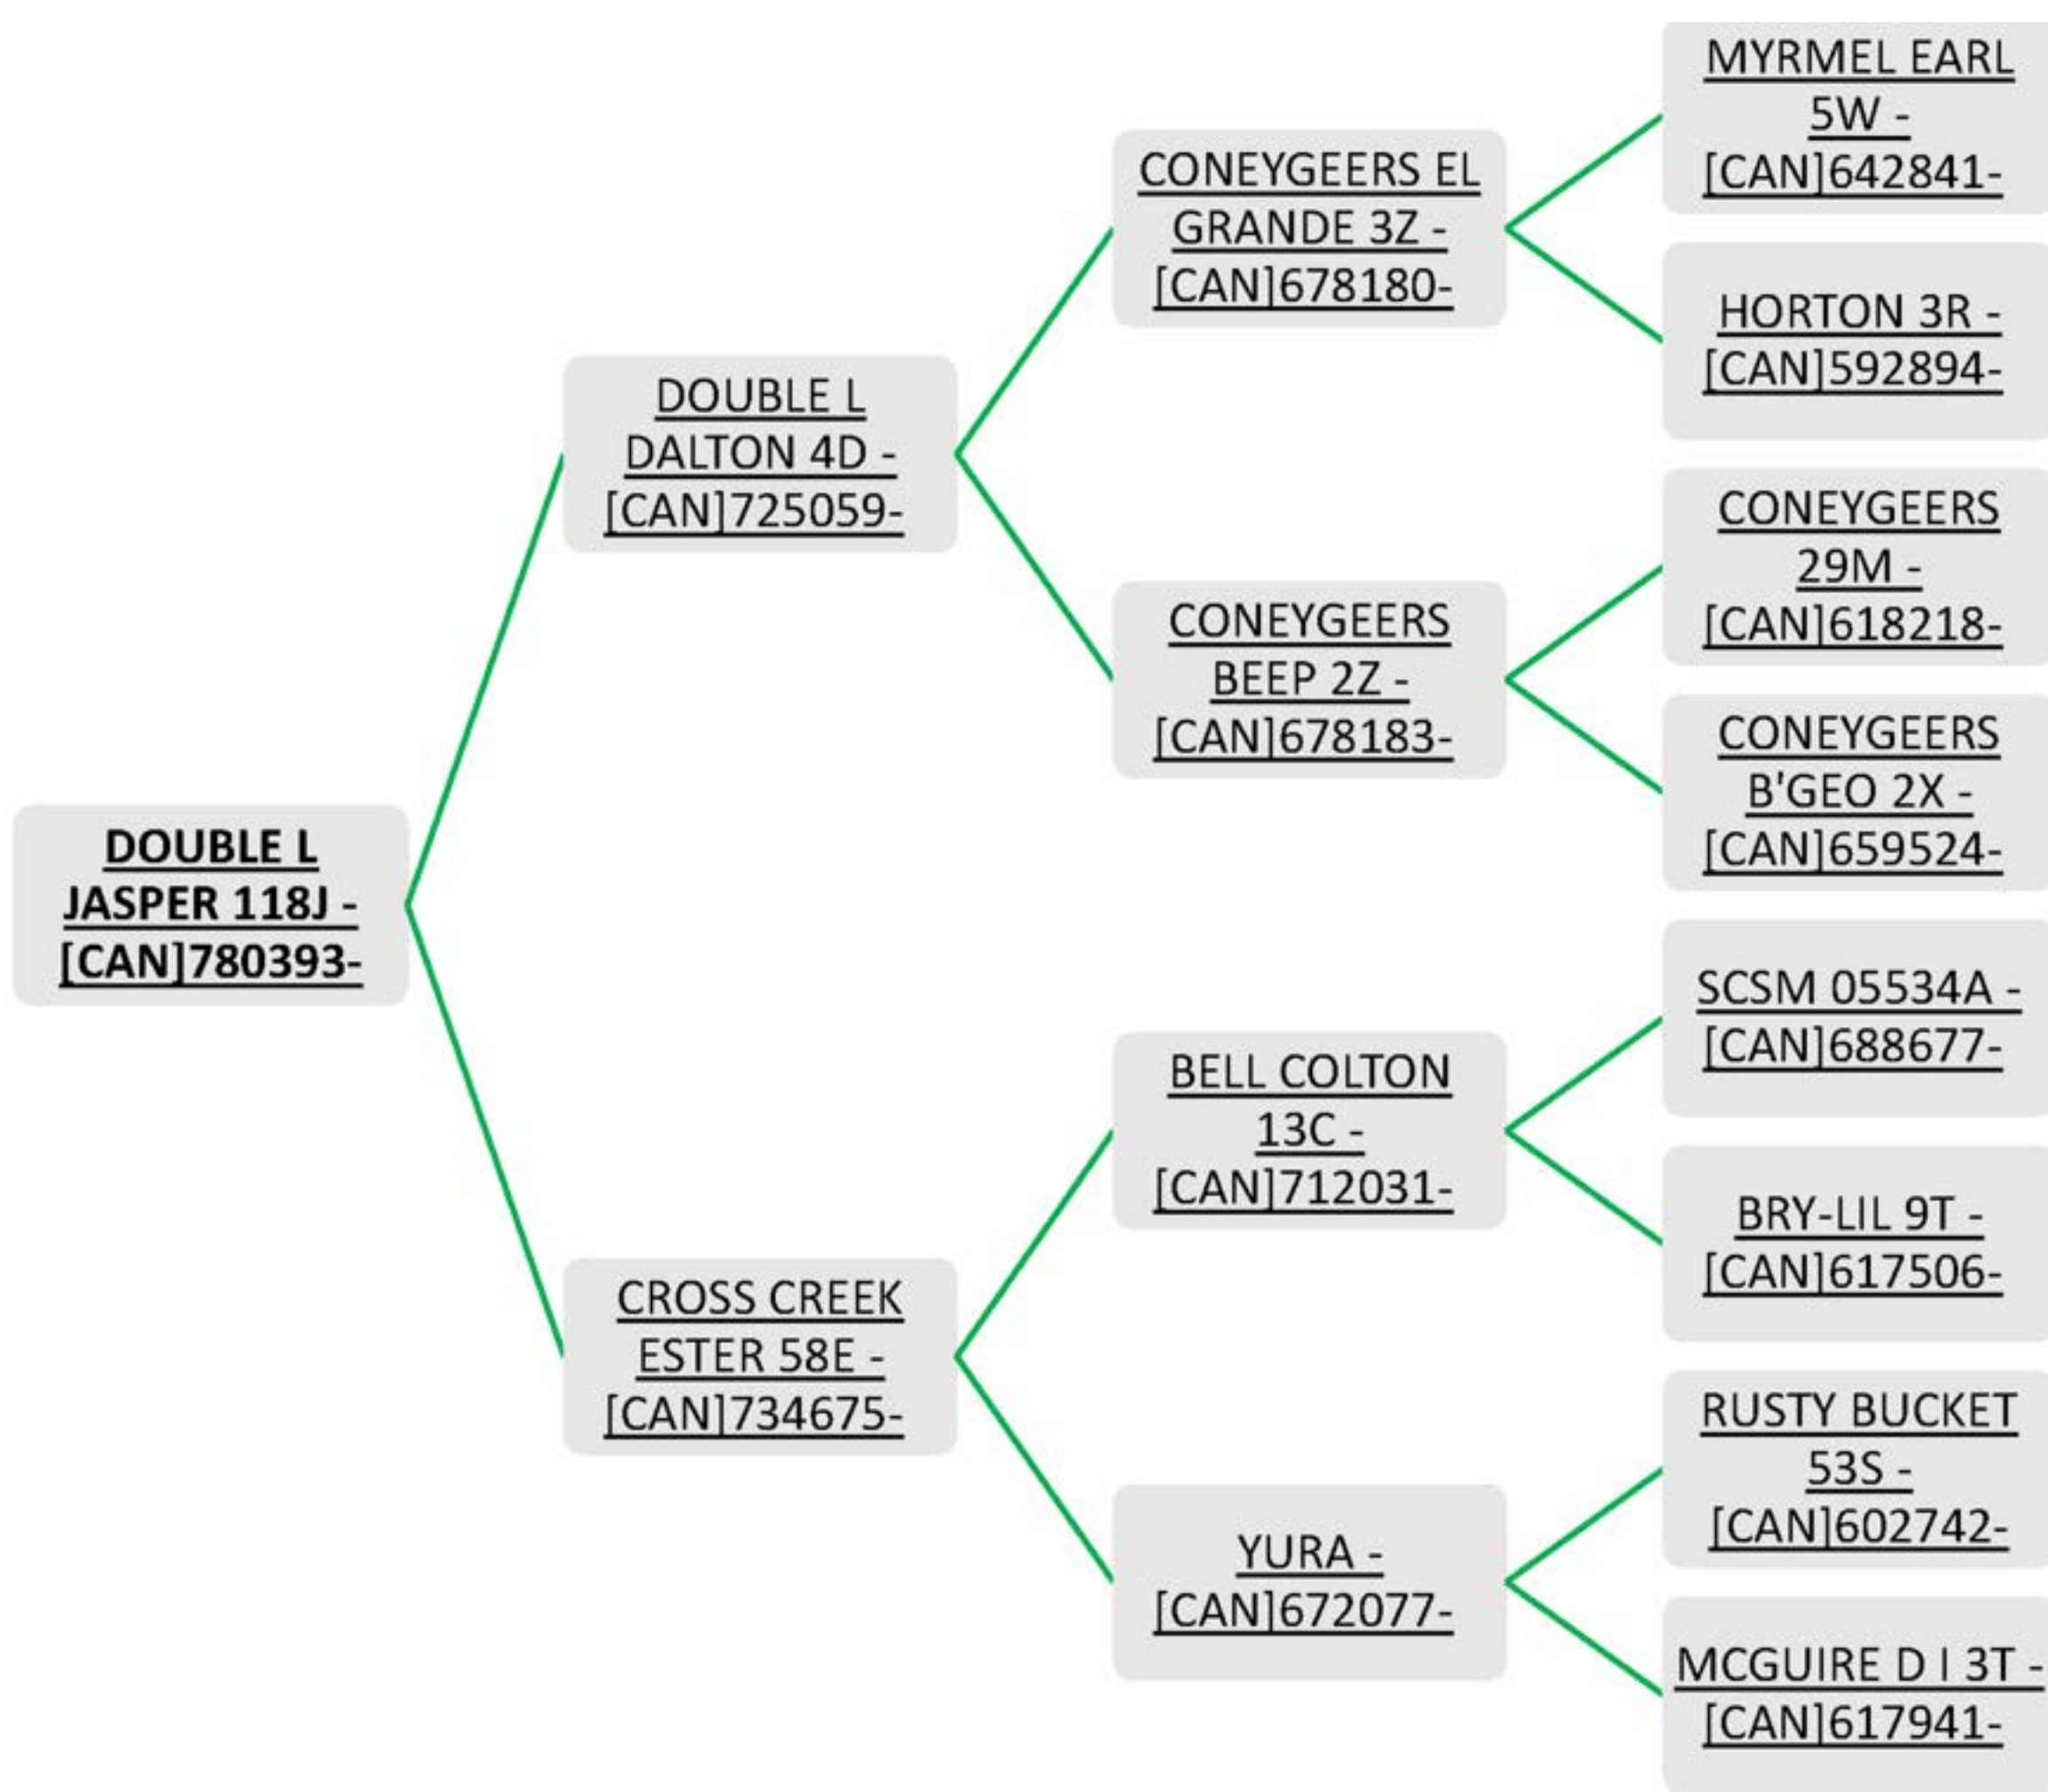 MYRMEL EARL
5W -
[CAN]642841-
CONEYGEERS EL
GRANDE 3Z -
[CAN]678180-
HORTON 3R -
[CAN]592894-
DOUBLE L
DALTON 4D -
[CAN]725059-
CONEYGEERS
29M -
[CAN]618218-
CONEYGEERS
BEEP 2Z -
[CAN]678183-
CONEYGEERS
B'GEO 2X -
[CAN]659524-
DOUBLE L
JASPER 118J -
[CAN]780393-
SCSM 05534A -
[CAN]688677-
BELL COLTON
13C -
[CAN]712031-
BRY-LIL 9T -
[CAN]617506-
CROSS CREEK
ESTER 58E -
[CAN]734675-
RUSTY BUCKET
53S -
[CAN]602742-
YURA -
[CAN]672077-
MCGUIRE D I 3T -
[CAN]617941-